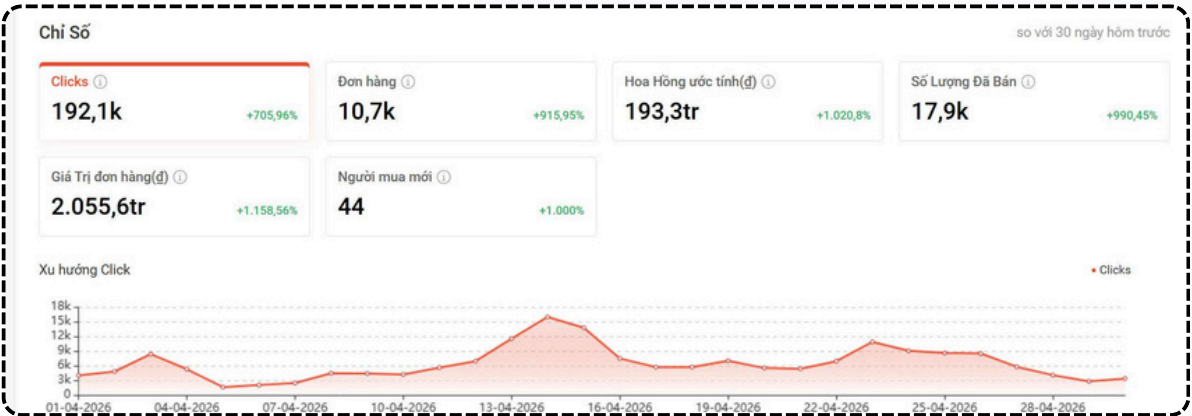 Chỉ Số
so với 30 ngày hôm trước
Clicks
192,1k
+705,96%
Đơn hàng
10,7k
+915,95%
Hoa Hồng ước tính(₫)
193,3tr
+1.020,8%
Số Lượng Đã Bán
17,9k
+990,45%
Giá Trị đơn hàng(₫)
2.055,6tr
+1.158,56%
Người mua mới
44
+1.000%
Xu hướng Click
Clicks
18k
15k
12k
9k
6k
3k
0
01-04-2026 04-04-2026 07-04-2026 10-04-2026 13-04-2026 16-04-2026 19-04-2026 22-04-2026 25-04-2026 28-04-2026